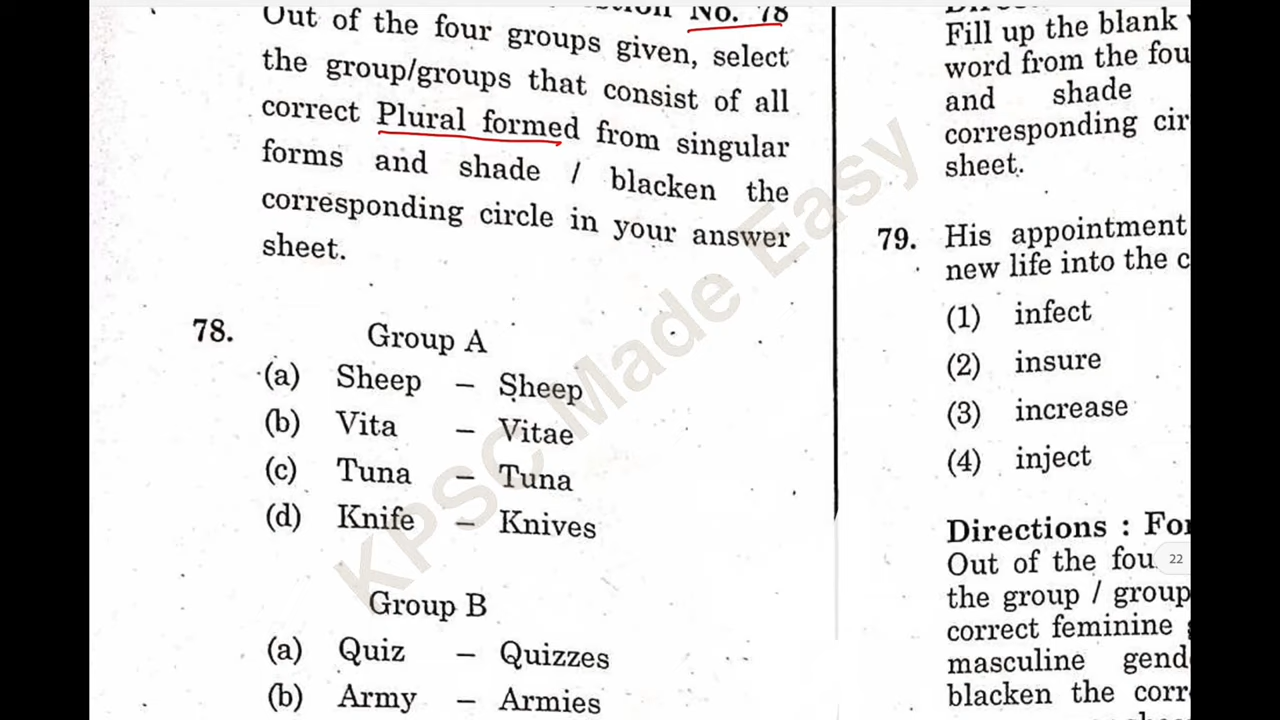 No. 78
Out of the four groups given, select
the group/groups that consist of all
correct Plural formed from singular
forms and shade / blacken the
corresponding circle in your answer
sheet.
78. Group A
(a) Sheep – Sheep
(b) Vita – Vitae
(c) Tuna – Tuna
(d) Knife – Knives
Group B
(a) Quiz – Quizzes
(b) Army – Armies
Fill up the blank
word from the fou
and shade
corresponding cir
sheet.
79. His appointment
new life into the c
(1) infect
(2) insure
(3) increase
(4) inject
Directions : For
Out of the fou
the group / group
correct feminine
masculine gend
blacken the corr
22
KPSC Made Easy